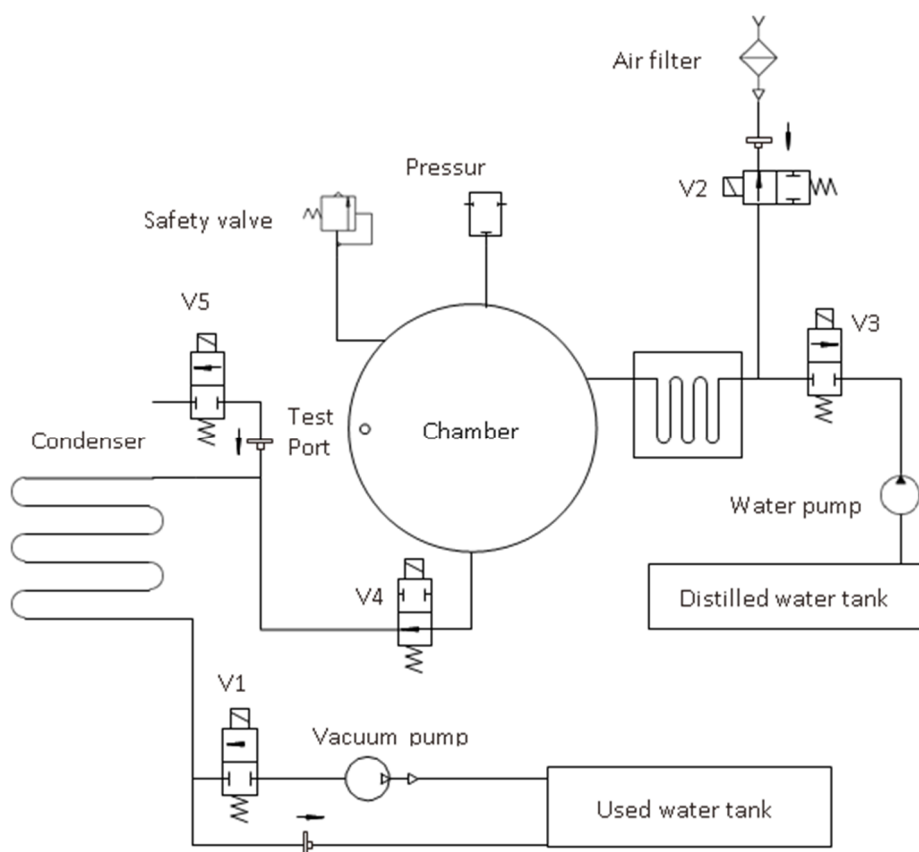 Air filter
Pressur
V2
Safety valve
V5
V3
Test
Port
Chamber
Condenser
Water pump
V4
Distilled water tank
V1
Vacuum pump
Used water tank